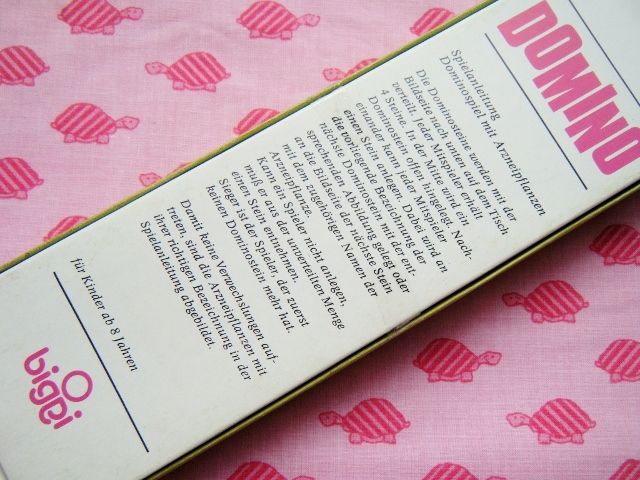 DOMINO
Spielanleitung
Dominospiel mit Arzneipflanzen
Die Dominosteine werden mit der
Bildseite nach unten auf dem Tisch
verteilt. Jeder Mitspieler erhält
4 Steine. In der Mitte wird ein
Dominostein offen hingelegt. Nach-
einander kann jeder Mitspieler
einen Stein anlegen. Dabei wird an
die vorliegende Bezeichnung der
nächste Dominostein mit der ent-
sprechenden Abbildung gelegt oder
an die Bildseite der nächste Stein
mit dem zugehörigen Namen der
Arzneipflanze.
Kann ein Spieler nicht anlegen,
muß er aus der unverteilten Menge
einen Stein entnehmen.
Sieger ist der Spieler, der zuerst
keinen Dominostein mehr hat.
Damit keine Verwechslungen auf-
treten, sind die Arzneipflanzen mit
ihrer richtigen Bezeichnung in der
Spielanleitung abgebildet.
für Kinder ab 8 Jahren
biggi